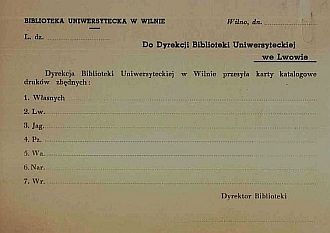 BIBLIOTEKA UNIWERSYTECKA W WILNIE
Wilno, dn.
L. dz.
Do Dyrekcji Biblioteki Uniwersyteckiej
we Lwowie
Dyrekcja Biblioteki Uniwersyteckiej w Wilnie przesyła karty katalogowe
druków zbędnych:
1. Własnych
2. Lw.
3. Jag.
4. Pz.
5. Wa.
6. Nar.
7. Wr.
Dyrektor Biblioteki